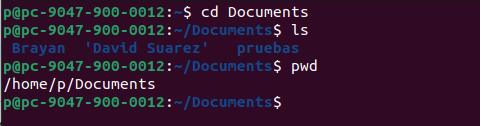 p@pc-9047-900-0012:~$ cd Documents
p@pc-9047-900-0012:~/Documents$ ls
Brayan  'David Suarez'   pruebas
p@pc-9047-900-0012:~/Documents$ pwd
/home/p/Documents
p@pc-9047-900-0012:~/Documents$